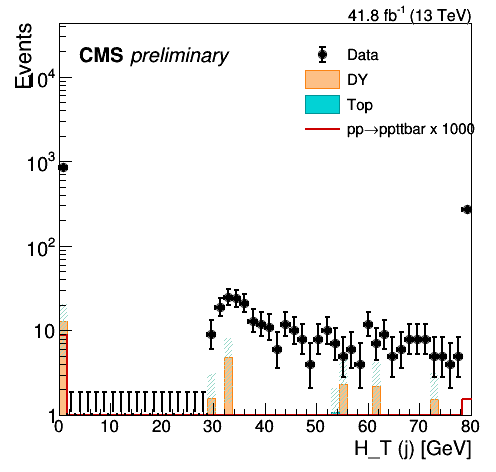 41.8 fb⁻¹ (13 TeV)
Events
CMS preliminary
Data
DY
Top
pp→ppttbar x 1000
10⁴
10³
10²
10
1
0 10 20 30 40 50 60 70 80
H_T (j) [GeV]